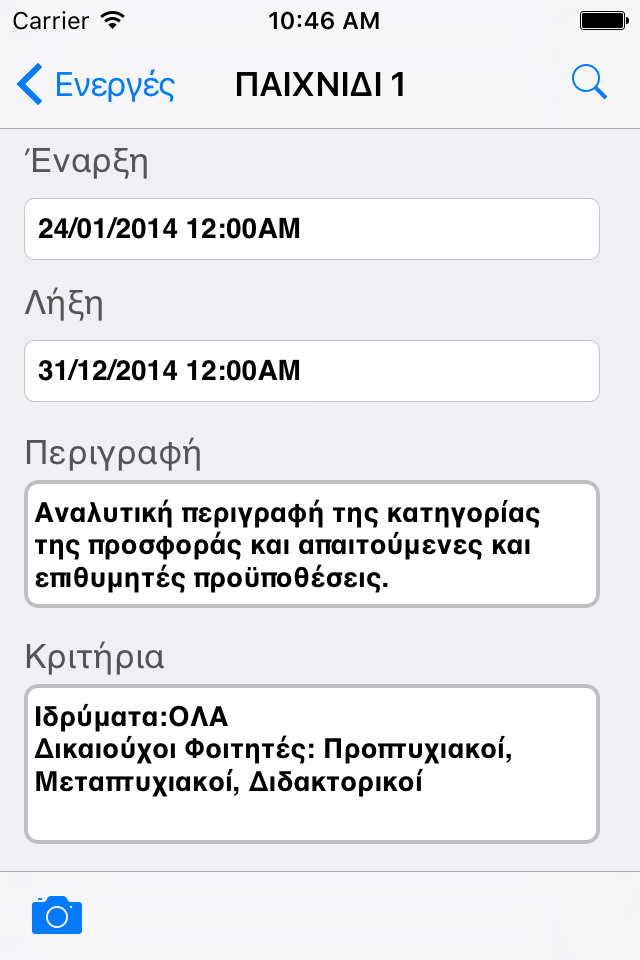 Carrier 10:46 AM
Ενεργές ΠΑΙΧΝΙΔΙ 1
Έναρξη
24/01/2014 12:00AM
Λήξη
31/12/2014 12:00AM
Περιγραφή
Αναλυτική περιγραφή της κατηγορίας
της προσφοράς και απαιτούμενες και
επιθυμητές προϋποθέσεις.
Κριτήρια
Ιδρύματα:ΟΛΑ
Δικαιούχοι Φοιτητές: Προπτυχιακοί,
Μεταπτυχιακοί, Διδακτορικοί